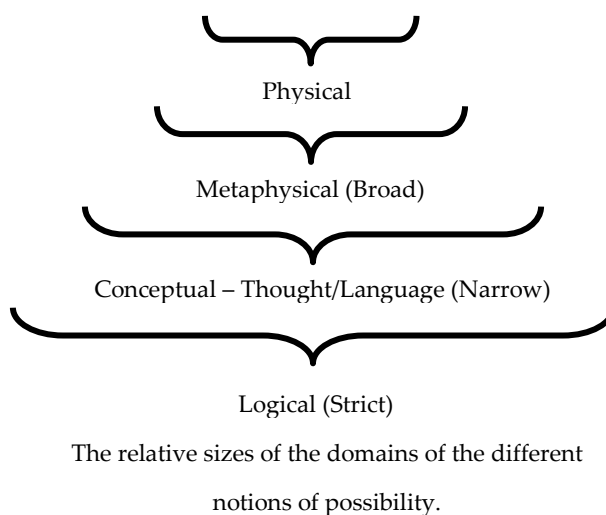 Physical
Metaphysical (Broad)
Conceptual – Thought/Language (Narrow)
Logical (Strict)
The relative sizes of the domains of the different
notions of possibility.